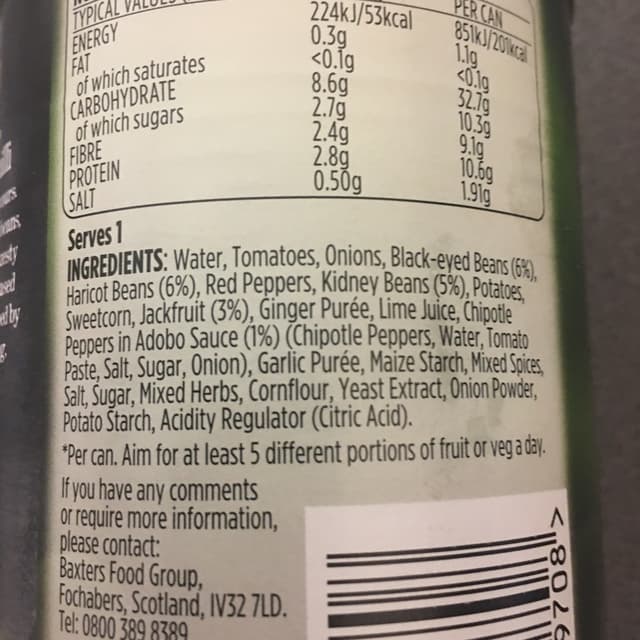 TYPICAL VALUES
PER CAN
ENERGY 224kJ/53kcal 851kJ/201kcal
FAT 0.3g 1.1g
of which saturates <0.1g <0.1g
CARBOHYDRATE 8.6g 32.7g
of which sugars 2.7g 10.3g
FIBRE 2.4g 9.1g
PROTEIN 2.8g 10.6g
SALT 0.50g 1.91g
Serves 1
INGREDIENTS: Water, Tomatoes, Onions, Black-eyed Beans (6%),
Haricot Beans (6%), Red Peppers, Kidney Beans (5%), Potatoes,
Sweetcorn, Jackfruit (3%), Ginger Purée, Lime Juice, Chipotle
Peppers in Adobo Sauce (1%) (Chipotle Peppers, Water, Tomato
Paste, Salt, Sugar, Onion), Garlic Purée, Maize Starch, Mixed Spices,
Salt, Sugar, Mixed Herbs, Cornflour, Yeast Extract, Onion Powder,
Potato Starch, Acidity Regulator (Citric Acid).
*Per can. Aim for at least 5 different portions of fruit or veg a day.
If you have any comments
or require more information,
please contact:
Baxters Food Group,
Fochabers, Scotland, IV32 7LD.
Tel: 0800 389 8389
9708>